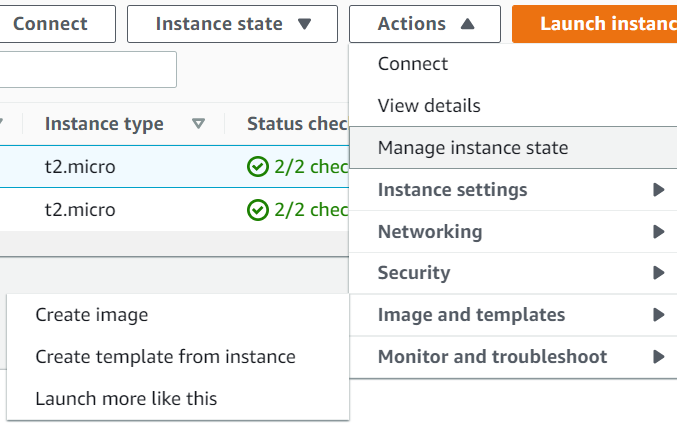 Connect
Instance state
Actions
Launch instanc
Connect
View details
Instance type
Status chec
Manage instance state
t2.micro
2/2 chec
Instance settings
t2.micro
2/2 chec
Networking
Security
Create image
Image and templates
Create template from instance
Monitor and troubleshoot
Launch more like this